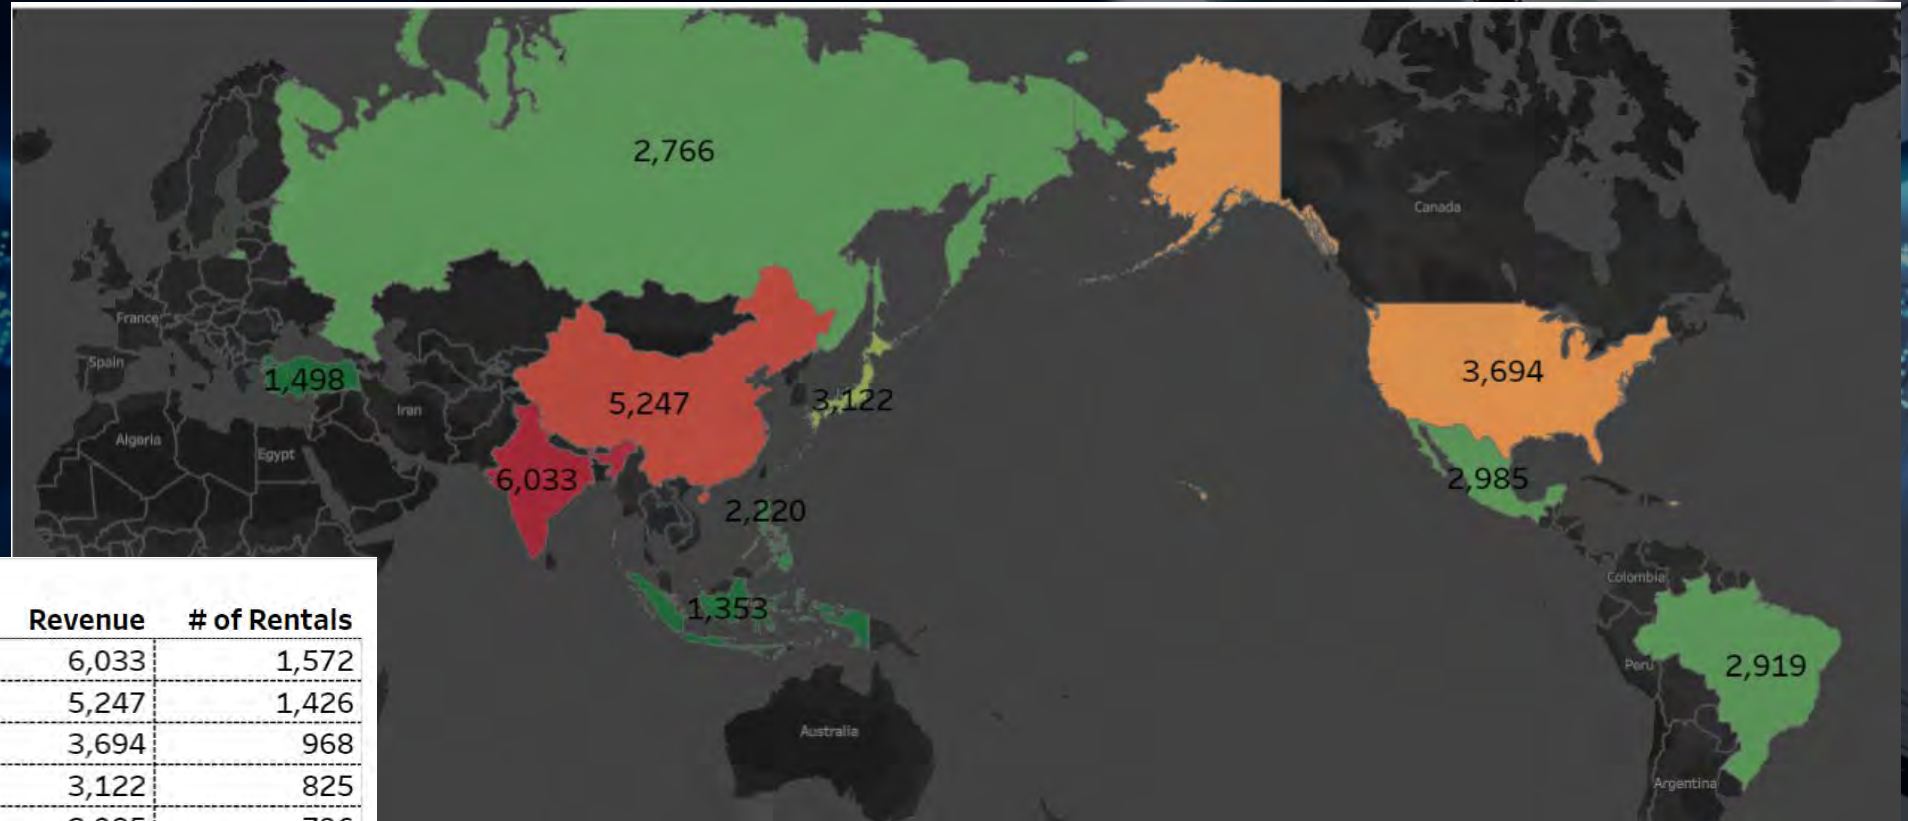 2,766
Canada
France
Spain
1,498
3,694
5,247
3,122
Iran
Algeria
Egypt
6,033
2,985
2,220
Colombia
1,353
Revenue # of Rentals
6,033 1,572
5,247 1,426
3,694 968
3,122 825
Peru
2,919
Australia
Argentina